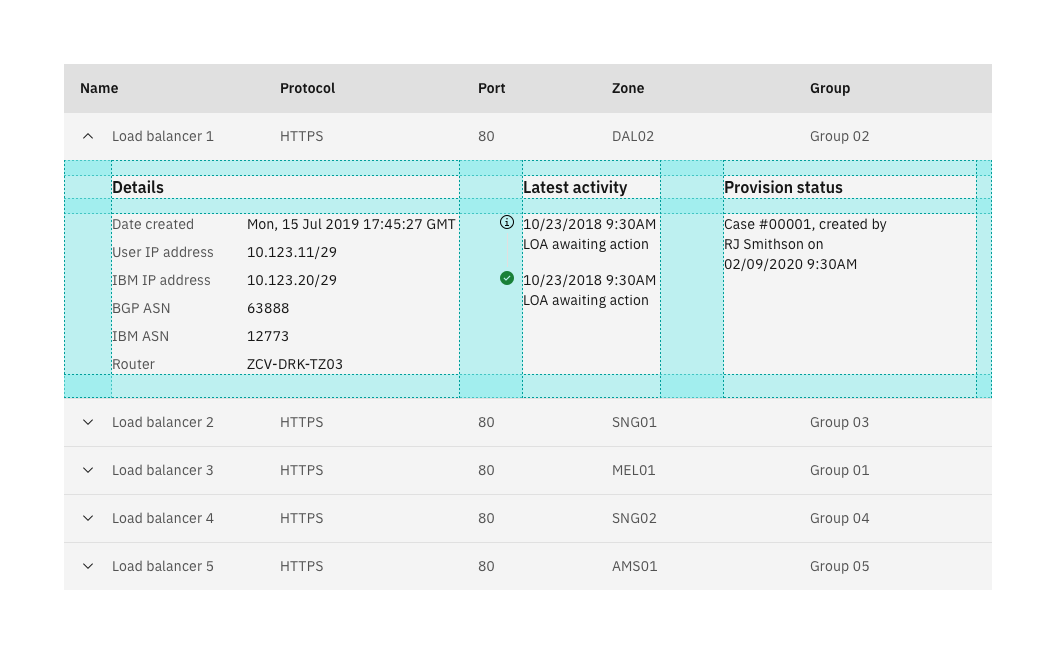 Name Protocol Port Zone Group
Load balancer 1 HTTPS 80 DAL02 Group 02
Details Latest activity Provision status
Date created Mon, 15 Jul 2019 17:45:27 GMT 10/23/2018 9:30AM Case #00001, created by
LOA awaiting action RJ Smithson on
User IP address 10.123.11/29
02/09/2020 9:30AM
IBM IP address 10.123.20/29 10/23/2018 9:30AM
LOA awaiting action
BGP ASN 63888
IBM ASN 12773
Router ZCV-DRK-TZ03
Load balancer 2 HTTPS 80 SNG01 Group 03
Load balancer 3 HTTPS 80 MEL01 Group 01
Load balancer 4 HTTPS 80 SNG02 Group 04
Load balancer 5 HTTPS 80 AMS01 Group 05